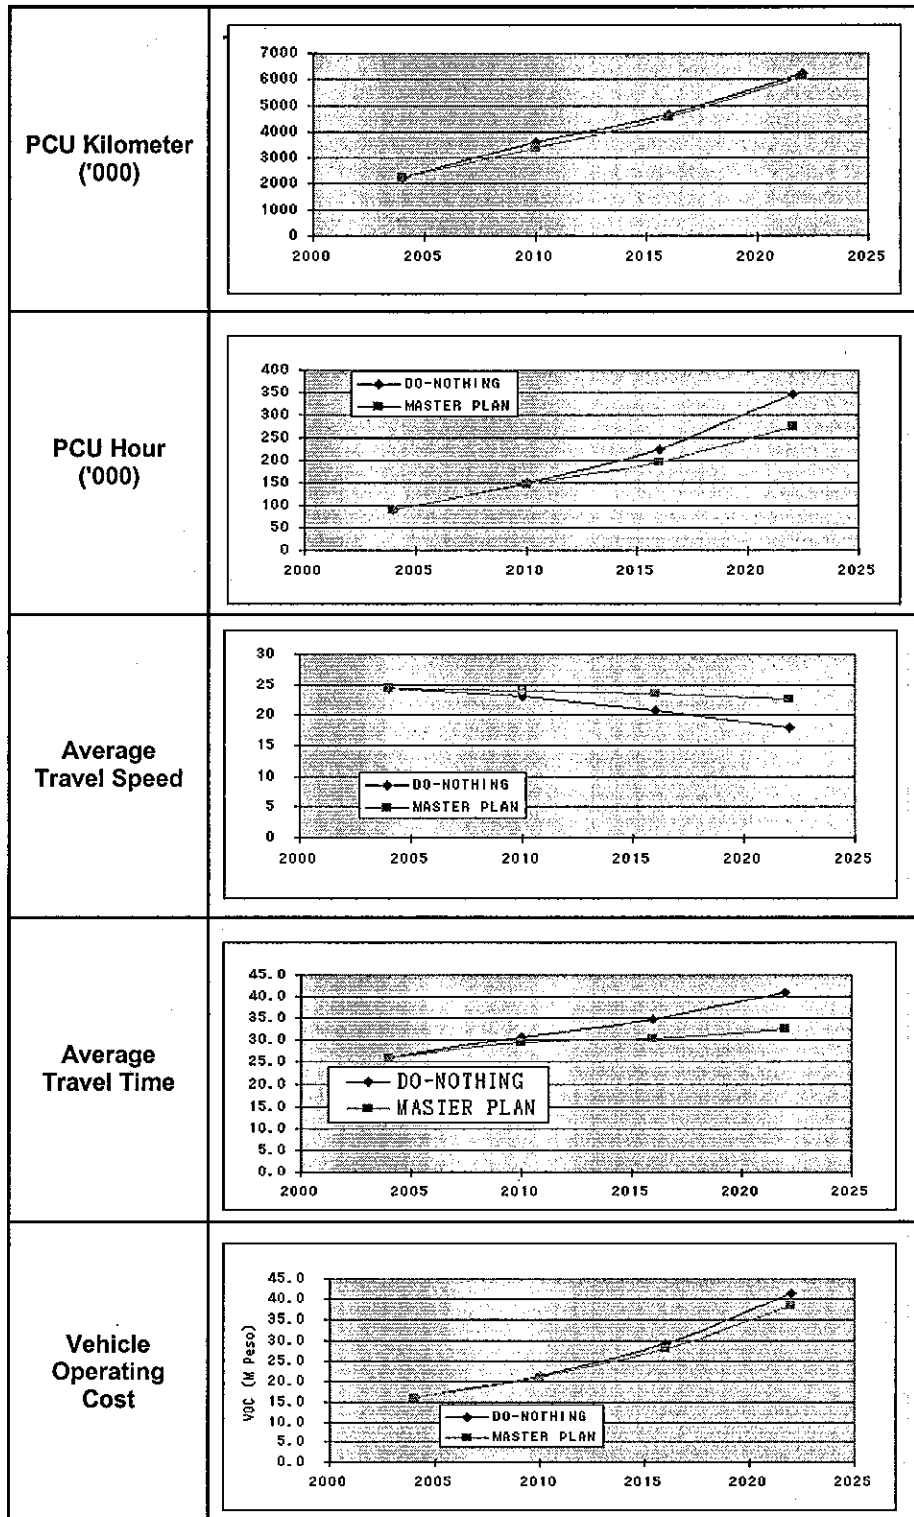 PCU Kilometer
('000)
7000
6000
5000
4000
3000
2000
1000
0
2000 2005 2010 2015 2020 2025
PCU Hour
('000)
400
350
300
250
200
150
100
50
0
DO-NOTHING
MASTER PLAN
2000 2005 2010 2015 2020 2025
Average
Travel Speed
30
25
20
15
10
5
0
DO-NOTHING
MASTER PLAN
2000 2005 2010 2015 2020 2025
Average
Travel Time
45.0
40.0
35.0
30.0
25.0
20.0
15.0
10.0
5.0
0.0
DO-NOTHING
MASTER PLAN
2000 2005 2010 2015 2020 2025
Vehicle
Operating
Cost
VOC (M Peso)
45.0
40.0
35.0
30.0
25.0
20.0
15.0
10.0
5.0
0.0
DO-NOTHING
MASTER PLAN
2000 2005 2010 2015 2020 2025